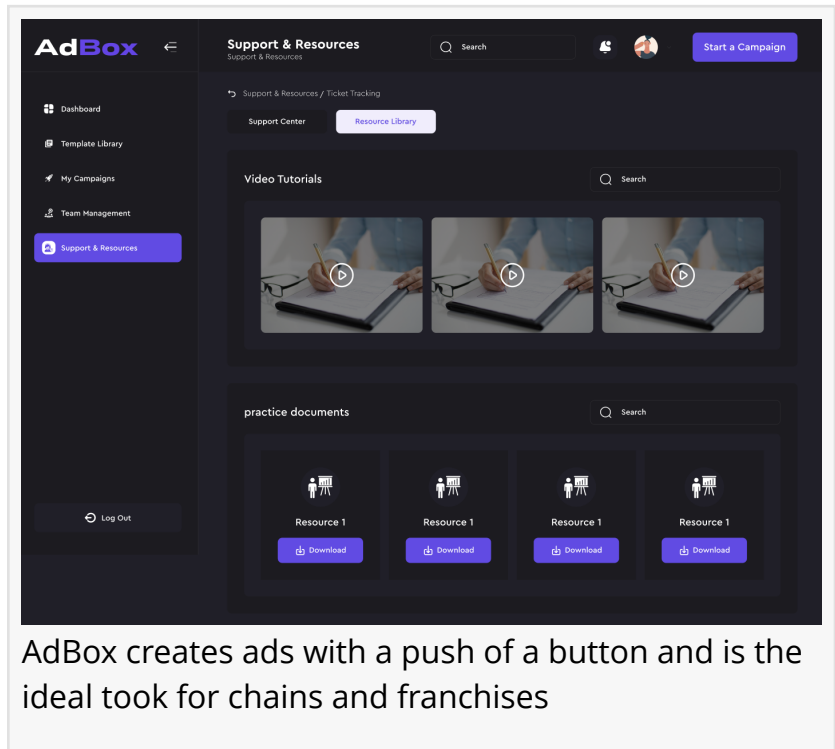 AdBox
Support & Resources
Support & Resources
Search
Start a Campaign
Dashboard
Template Library
My Campaigns
Team Management
Support & Resources
Log Out
Support & Resources / Ticket Tracking
Support Center
Resource Library
Video Tutorials
Search
practice documents
Search
Resource 1
Download
Resource 1
Download
Resource 1
Download
Resource 1
Download
AdBox creates ads with a push of a button and is the
ideal took for chains and franchises